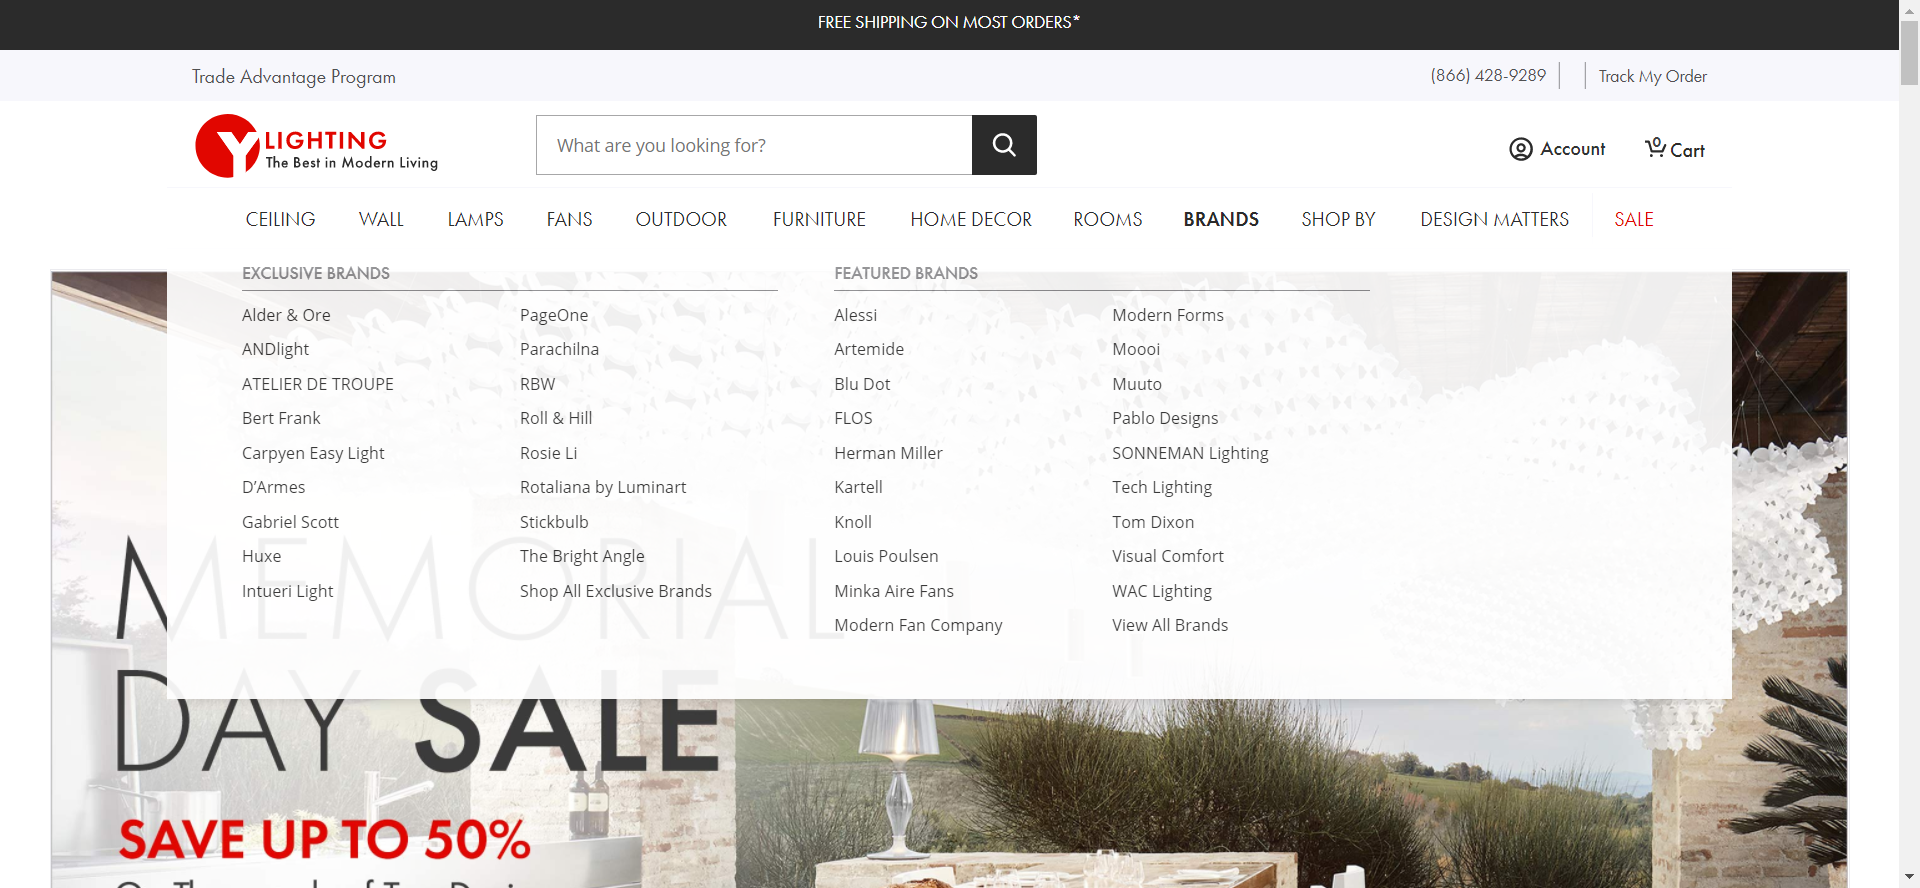 FREE SHIPPING ON MOST ORDERS*
Trade Advantage Program
(866) 428-9289
Track My Order
Y LIGHTING
The Best in Modern Living
What are you looking for?
Account
0
Cart
CEILING
WALL
LAMPS
FANS
OUTDOOR
FURNITURE
HOME DECOR
ROOMS
BRANDS
SHOP BY
DESIGN MATTERS
SALE
EXCLUSIVE BRANDS
Alder & Ore
ANDlight
ATELIER DE TROUPE
Bert Frank
Carpyen Easy Light
D’Armes
Gabriel Scott
Huxe
Intueri Light
PageOne
Parachilna
RBW
Roll & Hill
Rosie Li
Rotaliana by Luminart
Stickbulb
The Bright Angle
Shop All Exclusive Brands
FEATURED BRANDS
Alessi
Artemide
Blu Dot
FLOS
Herman Miller
Kartell
Knoll
Louis Poulsen
Minka Aire Fans
Modern Fan Company
Modern Forms
Moooi
Muuto
Pablo Designs
SONNEMAN Lighting
Tech Lighting
Tom Dixon
Visual Comfort
WAC Lighting
View All Brands
MEMORIAL
DAY SALE
SAVE UP TO 50%